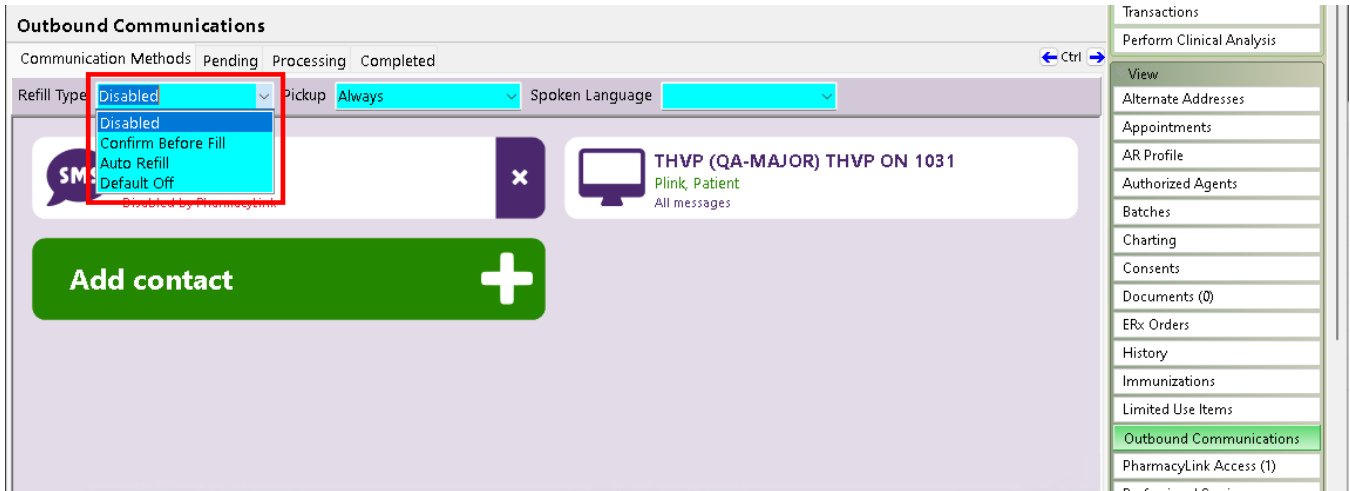 Outbound Communications
Communication Methods Pending Processing Completed
Ctrl
Refill Type Disabled Pickup Always Spoken Language
Disabled
Confirm Before Fill
Auto Refill
Default Off
SMS
Disabled by PharmacyLink
THVP (QA-MAJOR) THVP ON 1031
Plink, Patient
All messages
Add contact
Transactions
Perform Clinical Analysis
View
Alternate Addresses
Appointments
AR Profile
Authorized Agents
Batches
Charting
Consents
Documents (0)
ERx Orders
History
Immunizations
Limited Use Items
Outbound Communications
PharmacyLink Access (1)